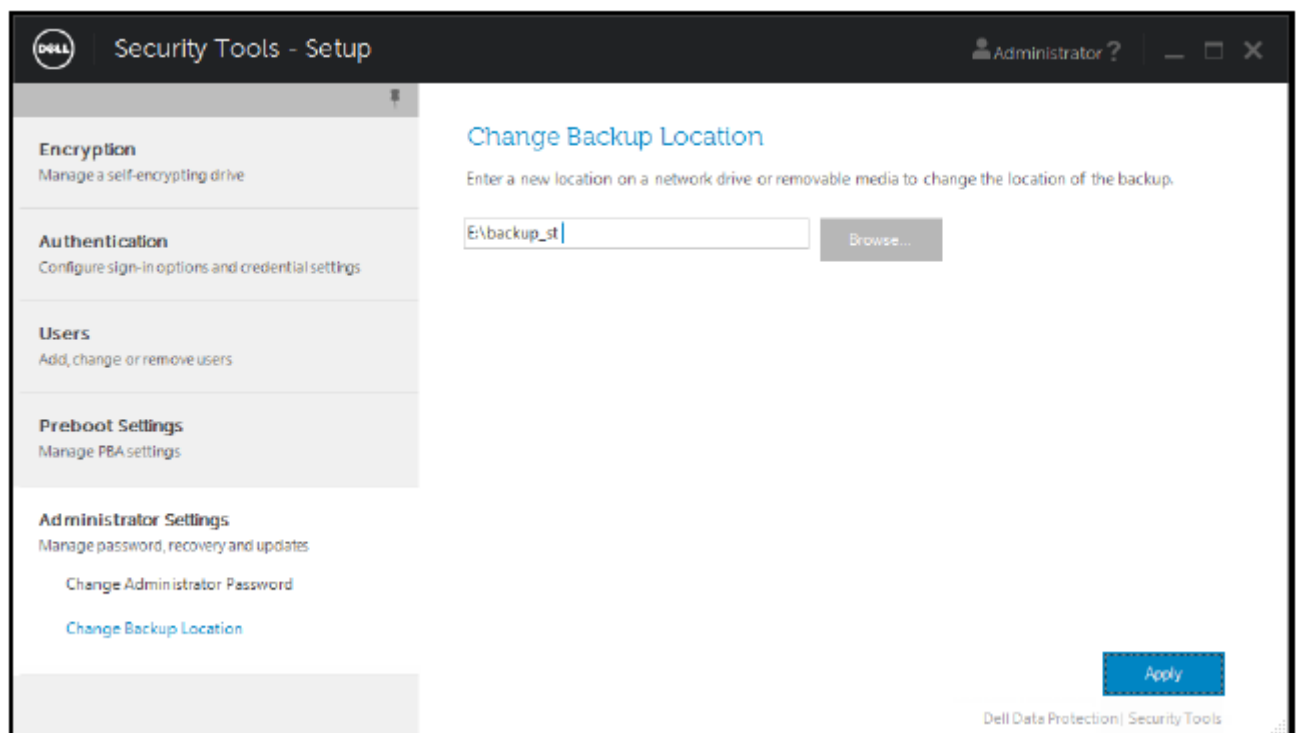 DELL
Security Tools - Setup
Administrator ?
Encryption
Manage a self-encrypting drive
Authentication
Configure sign-in options and credential settings
Users
Add, change or remove users
Preboot Settings
Manage PBA settings
Administrator Settings
Manage password, recovery and updates
Change Administrator Password
Change Backup Location
Change Backup Location
Enter a new location on a network drive or removable media to change the location of the backup.
E:\backup_st
Browse...
Apply
Dell Data Protection | Security Tools